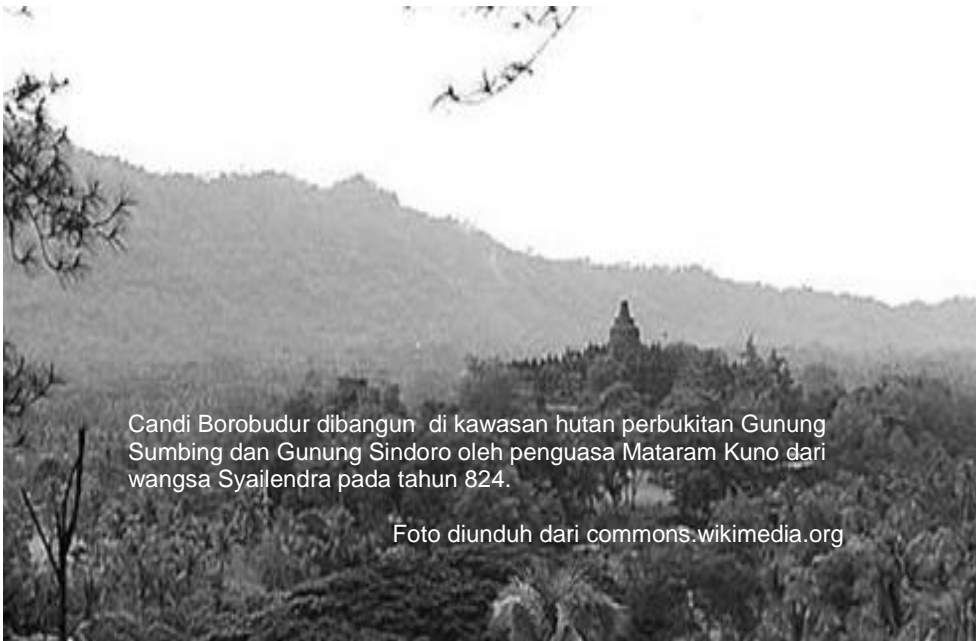 Candi Borobudur dibangun  di kawasan hutan perbukitan Gunung
Sumbing dan Gunung Sindoro oleh penguasa Mataram Kuno dari
wangsa Syailendra pada tahun 824.
Foto diunduh dari commons.wikimedia.org